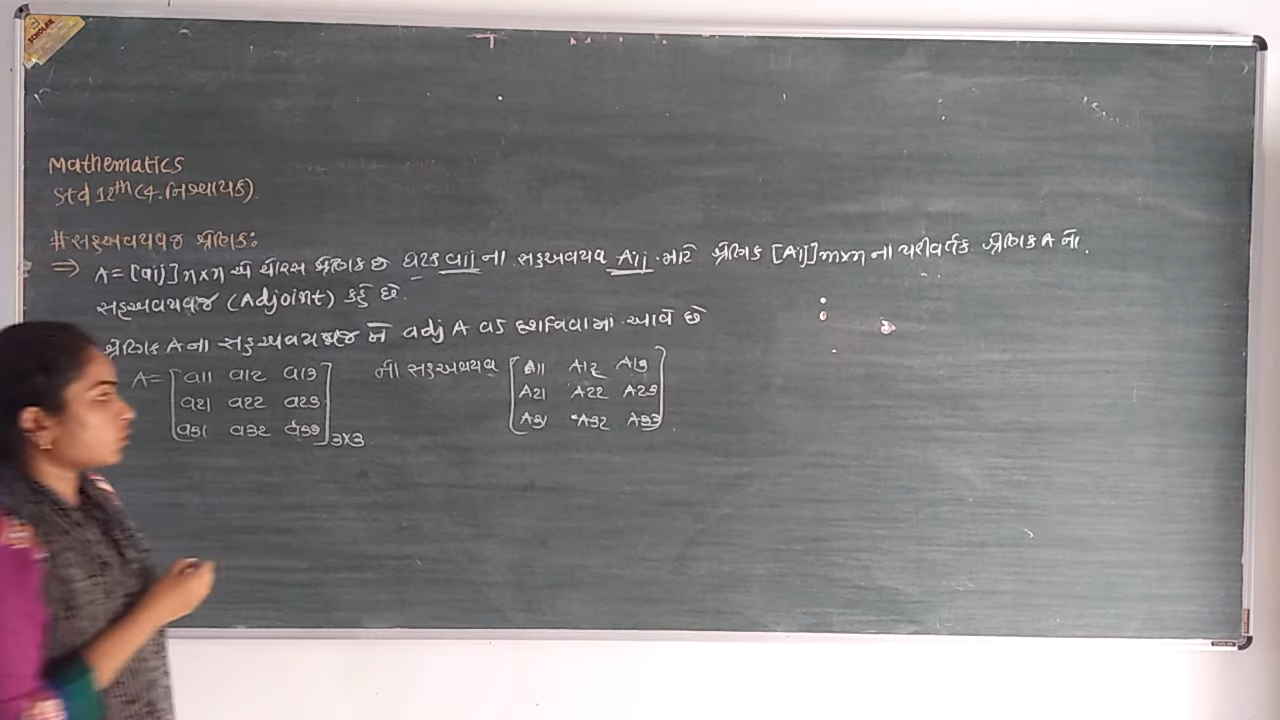 Mathematics
Std 12th (4. નિશ્ચાયક).
# સહઅવયવજ શ્રેણિક:
⇒ A = [aij] n×n એ ચોરસ શ્રેણિક છે ઘટક aij ના સહઅવયવ Aij માટે શ્રેણિક [Aij] n×n ના પરીવર્તક શ્રેણિક A ના
સહઅવયવજ (Adjoint) કહે છે.
શ્રેણિક A ના સહઅવયવજ ને adj A વડે દર્શાવવામાં આવે છે
A = [ a11 a12 a13 ની સહઅવયવ [ A11 A12 A13 ]
a21 a22 a23 A21 A22 A23
a31 a32 a33 ] 3×3 A31 A32 A33